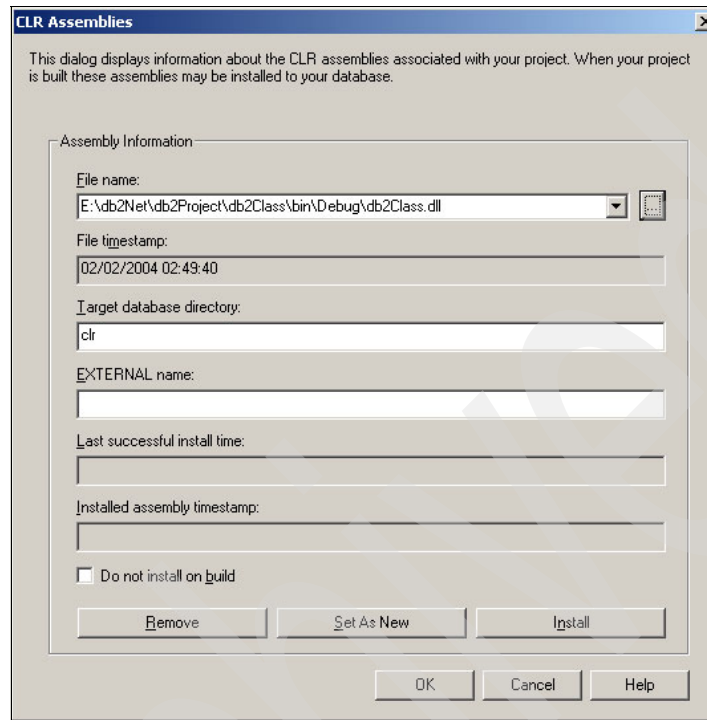 CLR Assemblies
This dialog displays information about the CLR assemblies associated with your project. When your project
is built these assemblies may be installed to your database.
Assembly Information
File name:
E:\db2Net\db2Project\db2Class\bin\Debug\db2Class.dll
...
File timestamp:
02/02/2004 02:49:40
Target database directory:
clr
EXTERNAL name:
Last successful install time:
Installed assembly timestamp:
Do not install on build
Remove
Set As New
Install
OK
Cancel
Help